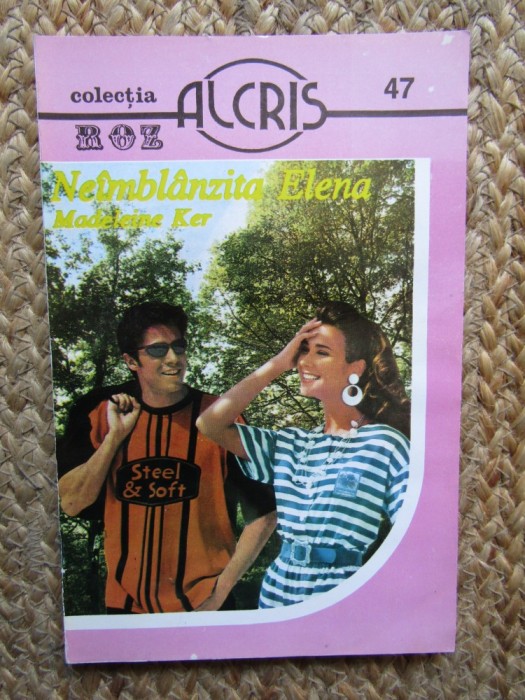 colecția
ROZ
ALCRIS
47
Neîmblânzita Elena
Madeleine Ker
Steel
& Soft